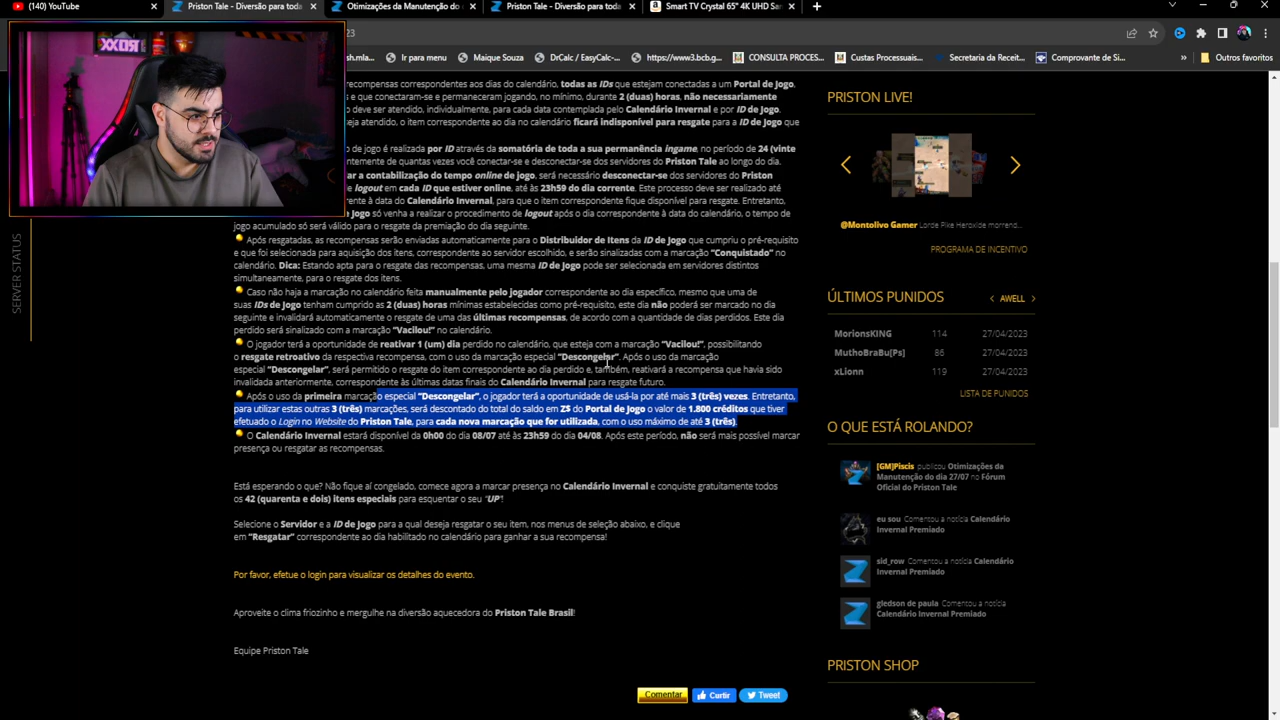 (140) YouTube
Priston Tale - Diversão para toda
Otimizações da Manutenção do
Priston Tale - Diversão para toda
Smart TV Crystal 65" 4K UHD Sa
23
sh.mla...
Ir para menu
Maique Souza
DrCalc / EasyCalc-...
https://www3.bcb.g...
CONSULTA PROCES...
Custas Processuais...
Secretaria da Receit...
Comprovante de Si...
»
Outros favoritos
SERVER STATUS
recompensas correspondentes aos dias do calendário, todas as IDs que estejam conectadas a um Portal de Jogo,
s e que conectaram-se e permaneceram jogando, no mínimo, durante 2 (duas) horas, não necessariamente
deve ser atendido, individualmente, para cada data contemplada pelo Calendário Invernal e por ID de Jogo.
eja atendido, o item correspondente ao dia no calendário ficará indisponível para resgate para a ID de Jogo que
o de jogo é realizada por ID através da somatória de toda a sua permanência ingame, no período de 24 (vinte
entemente de quantas vezes você conectar-se e desconectar-se dos servidores do Priston Tale ao longo do dia.
ar a contabilização do tempo online de jogo, será necessário desconectar-se dos servidores do Priston
e logout em cada ID que estiver online, até às 23h59 do dia corrente. Este processo deve ser realizado até
rente à data do Calendário Invernal, para que o item correspondente fique disponível para resgate. Entretanto,
n Jogo só venha a realizar o procedimento de logout após o dia correspondente à data do calendário, o tempo de
jogo acumulado só será válido para o resgate da premiação do dia seguinte.
Após resgatadas, as recompensas serão enviadas automaticamente para o Distribuidor de Itens da ID de Jogo que cumpriu o pré-requisito
e que foi selecionada para aquisição dos itens, correspondente ao servidor escolhido, e serão sinalizadas com a marcação "Conquistado" no
calendário. Dica: Estando apta para o resgate das recompensas, uma mesma ID de Jogo pode ser selecionada em servidores distintos
simultaneamente, para o resgate dos itens.
Caso não haja a marcação no calendário feita manualmente pelo jogador correspondente ao dia específico, mesmo que uma de
suas IDs de Jogo tenham cumprido as 2 (duas) horas mínimas estabelecidas como pré-requisito, este dia não poderá ser marcado no dia
seguinte e invalidará automaticamente o resgate de uma das últimas recompensas, de acordo com a quantidade de dias perdidos. Este dia
perdido será sinalizado com a marcação "Vacilou!" no calendário.
O jogador terá a oportunidade de reativar 1 (um) dia perdido no calendário, que esteja com a marcação "Vacilou!", possibilitando
o resgate retroativo da respectiva recompensa, com o uso da marcação especial "Descongelar". Após o uso da marcação
especial "Descongelar", será permitido o resgate do item correspondente ao dia perdido e, também, reativará a recompensa que havia sido
invalidada anteriormente, correspondente às últimas datas finais do Calendário Invernal para resgate futuro.
Após o uso da primeira marcação especial "Descongelar", o jogador terá a oportunidade de usá-la por até mais 3 (três) vezes. Entretanto,
para utilizar estas outras 3 (três) marcações, será descontado do total do saldo em Z$ do Portal de Jogo o valor de 1.800 créditos que tiver
efetuado o Login no Website do Priston Tale, para cada nova marcação que for utilizada, com o uso máximo de até 3 (três).
O Calendário Invernal estará disponível da 0h00 do 08/07 até às 23h59 do dia 04/08. Após este período, não será mais possível marcar
presença ou resgatar as recompensas.
Está esperando o que? Não fique aí congelado, comece agora a marcar presença no Calendário Invernal e conquiste gratuitamente todos
os 42 (quarenta e dois) itens especiais para esquentar o seu "UP"!
Selecione o Servidor e a ID de Jogo para a qual deseja resgatar o seu item, nos menus de seleção abaixo, e clique
em "Resgatar" correspondente ao dia habilitado no calendário para ganhar a sua recompensa!
Por favor, efetue o login para visualizar os detalhes do evento.
Aproveite o clima friozinho e mergulhe na diversão aquecedora do Priston Tale Brasil!
Equipe Priston Tale
Comentar
Curtir
Tweet
PRISTON LIVE!
@Montolivo Gamer Lorde Pike Heroxide morrend...
PROGRAMA DE INCENTIVO
ÚLTIMOS PUNIDOS
< AWELL >
MorionsKING 114 27/04/2023
MuthoBraBu[Ps] 86 27/04/2023
xLionn 119 27/04/2023
LISTA DE PUNIDOS
O QUE ESTÁ ROLANDO?
[GM]Piscis publicou Otimizações da
Manutenção do dia 27/07 no Fórum
Oficial do Priston Tale
eu sou Comentou a notícia Calendário
Invernal Premiado
sid_row Comentou a notícia Calendário
Invernal Premiado
gledson de paula Comentou a notícia
Calendário Invernal Premiado
PRISTON SHOP